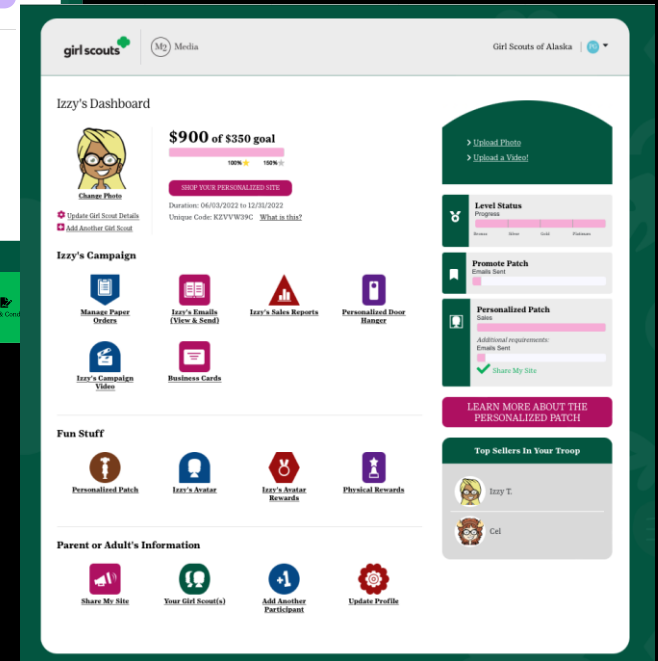 girl scouts
M2 Media
Girl Scouts of Alaska
Izzy's Dashboard
$900 of $350 goal
100% 150%
SHOP YOUR PERSONALIZED SITE
Duration: 06/03/2022 to 12/31/2022
Unique Code: KZVVW39C What is this?
Change Photo
Update Girl Scout Details
Add Another Girl Scout
Izzy's Campaign
Manage Paper
Orders
Izzy's Emails
(View & Send)
Izzy's Sales Reports
Personalized Door
Hanger
Izzy's Campaign
Video
Business Cards
Fun Stuff
Personalized Patch
Izzy's Avatar
Izzy's Avatar
Rewards
Physical Rewards
Parent or Adult's Information
Share My Site
Your Girl Scout(s)
+1
Add Another
Participant
Update Profile
Upload Photo
Upload a Video!
Level Status
Progress
Bronze Silver Gold Platinum
Promote Patch
Emails Sent
Personalized Patch
Sales
Additional requirements:
Emails Sent
Share My Site
LEARN MORE ABOUT THE
PERSONALIZED PATCH
Top Sellers In Your Troop
Izzy T.
Cel